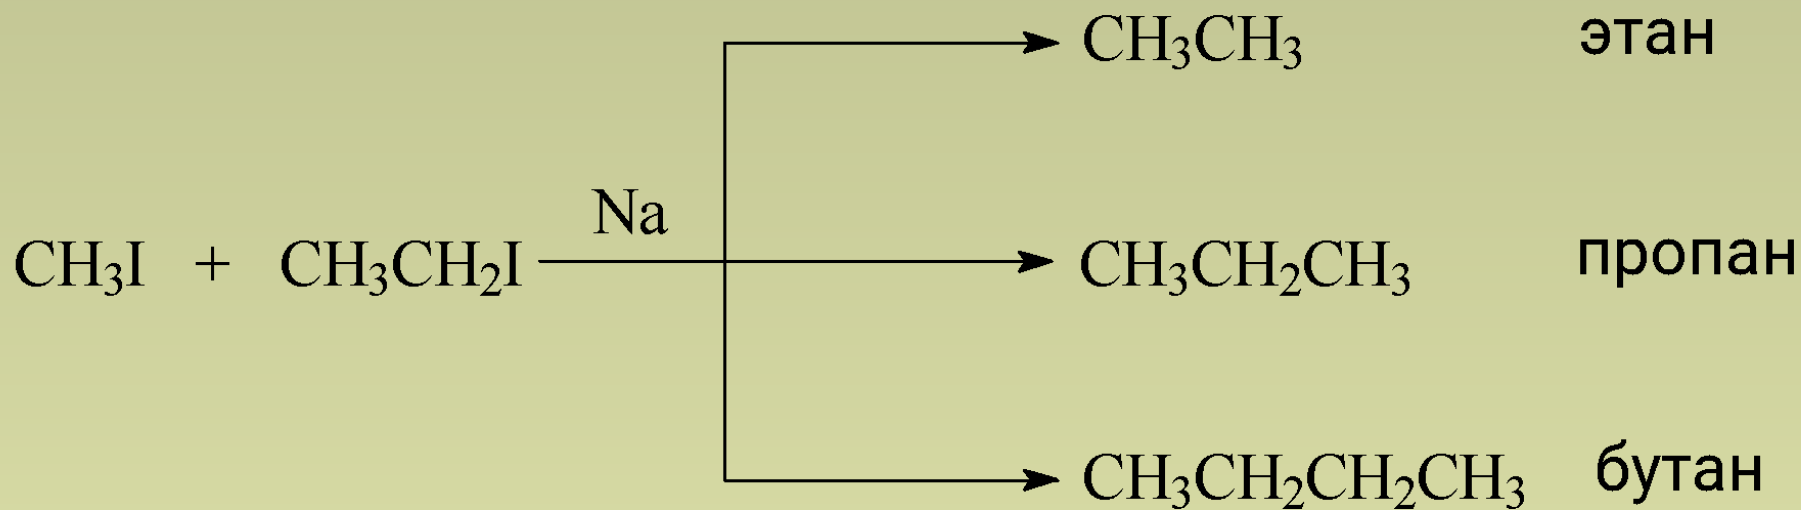 CH₃CH₃ этан
Na
CH₃I + CH₃CH₂I CH₃CH₂CH₃ пропан
CH₃CH₂CH₂CH₃ бутан